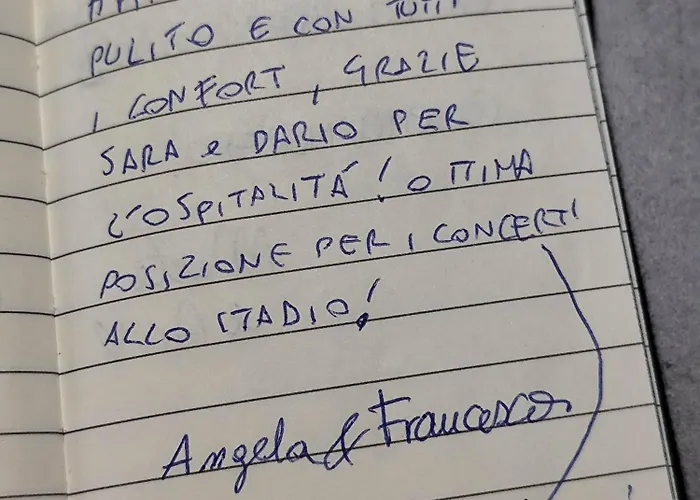 PULITO E CON TUTTI
I CONFORT, GRAZIE
SARA e DARIO PER
L'OSPITALITÁ! OTTIMA
POSIZIONE PER I CONCERTI
ALLO STADIO!
Angela & Francesco